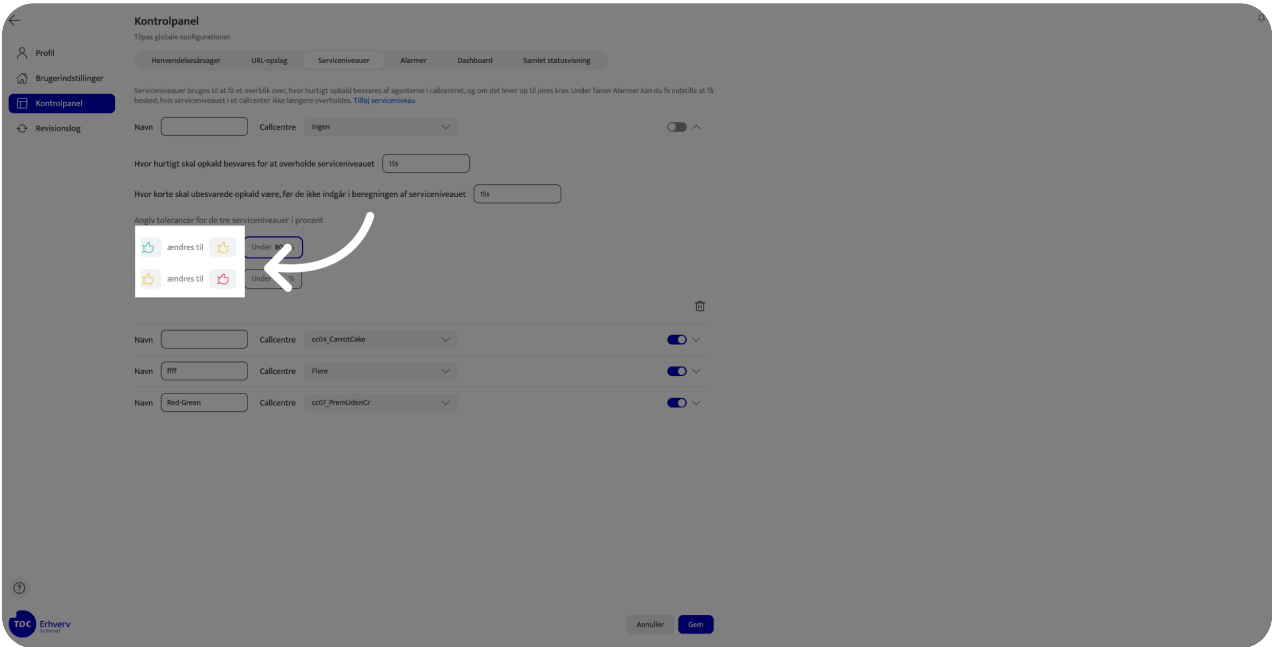 Kontrolpanel
Tilpas globale konfigurationer.
Profil
Brugerindstillinger
Kontrolpanel
Revisionslog
Henvendelsesårsager URL-opslag Serviceniveauer Alarmer Dashboard Samlet statusvisning
Serviceniveauer bruges til at få et overblik over, hvor hurtigt opkald besvares af agenterne i callcentret, og om det lever op til jeres krav. Under fanen Alarmer kan du fx indstille at få
besked, hvis serviceniveauet i et callcenter ikke længere overholdes. Tilføj serviceniveau
Navn Callcentre Ingen
Hvor hurtigt skal opkald besvares for at overholde serviceniveauet 15s
Hvor korte skal ubesvarede opkald være, før de ikke indgår i beregningen af serviceniveauet 15s
Angiv tolerancer for de tre serviceniveauer i procent
ændres til Under
ændres til Under %
Navn Callcentre cc04_CarrotCake
Navn ffff Callcentre Flere
Navn Red-Green Callcentre cc07_PremUdenCr
?
TDC Erhverv
Annuller Gem